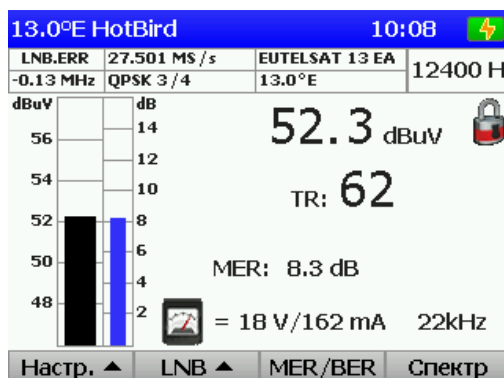 13.0ºE HotBird 10:08
LNB.ERR 27.501 MS/s EUTELSAT 13 EA 12400 H
-0.13 MHz QPSK 3/4 13.0°E
dBuV dB
52.3 dBuV
56 14
12
54 10
TR: 62
52 8
6
50 MER: 8.3 dB
4
48 2
= 18 V/162 mA 22kHz
Настр. ▲ LNB ▲ MER/BER Спектр